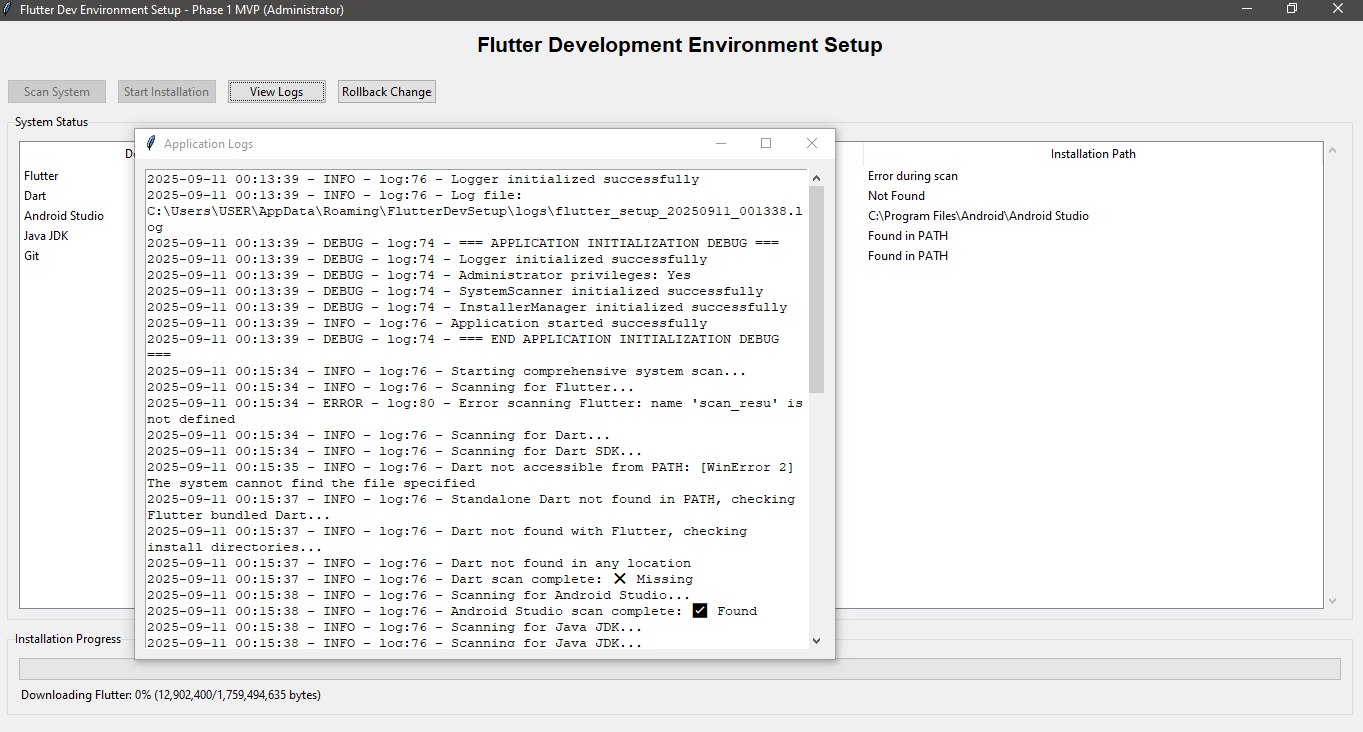 Flutter Dev Environment Setup - Phase 1 MVP (Administrator)
Flutter Development Environment Setup
Scan System
Start Installation
View Logs
Rollback Change
System Status
Installation Path
Flutter
Error during scan
Dart
Not Found
Android Studio
C:\Program Files\Android\Android Studio
Java JDK
Found in PATH
Git
Found in PATH
Application Logs
2025-09-11 00:13:39 - INFO - log:76 - Logger initialized successfully
2025-09-11 00:13:39 - INFO - log:76 - Log file:
C:\Users\USER\AppData\Roaming\FlutterDevSetup\logs\flutter_setup_20250911_001338.l
og
2025-09-11 00:13:39 - DEBUG - log:74 - === APPLICATION INITIALIZATION DEBUG ===
2025-09-11 00:13:39 - DEBUG - log:74 - Logger initialized successfully
2025-09-11 00:13:39 - DEBUG - log:74 - Administrator privileges: Yes
2025-09-11 00:13:39 - DEBUG - log:74 - SystemScanner initialized successfully
2025-09-11 00:13:39 - DEBUG - log:74 - InstallerManager initialized successfully
2025-09-11 00:13:39 - INFO - log:76 - Application started successfully
2025-09-11 00:13:39 - DEBUG - log:74 - === END APPLICATION INITIALIZATION DEBUG
===
2025-09-11 00:15:34 - INFO - log:76 - Starting comprehensive system scan...
2025-09-11 00:15:34 - INFO - log:76 - Scanning for Flutter...
2025-09-11 00:15:34 - ERROR - log:80 - Error scanning Flutter: name 'scan_resu' is
not defined
2025-09-11 00:15:34 - INFO - log:76 - Scanning for Dart...
2025-09-11 00:15:34 - INFO - log:76 - Scanning for Dart SDK...
2025-09-11 00:15:35 - INFO - log:76 - Dart not accessible from PATH: [WinError 2]
The system cannot find the file specified
2025-09-11 00:15:37 - INFO - log:76 - Standalone Dart not found in PATH, checking
Flutter bundled Dart...
2025-09-11 00:15:37 - INFO - log:76 - Dart not found with Flutter, checking
install directories...
2025-09-11 00:15:37 - INFO - log:76 - Dart not found in any location
2025-09-11 00:15:37 - INFO - log:76 - Dart scan complete: ❌ Missing
2025-09-11 00:15:38 - INFO - log:76 - Scanning for Android Studio...
2025-09-11 00:15:38 - INFO - log:76 - Android Studio scan complete: ✅ Found
2025-09-11 00:15:38 - INFO - log:76 - Scanning for Java JDK...
2025-09-11 00:15:38 - INFO - log:76 - Scanning for Java JDK...
Installation Progress
Downloading Flutter: 0% (12,902,400/1,759,494,635 bytes)